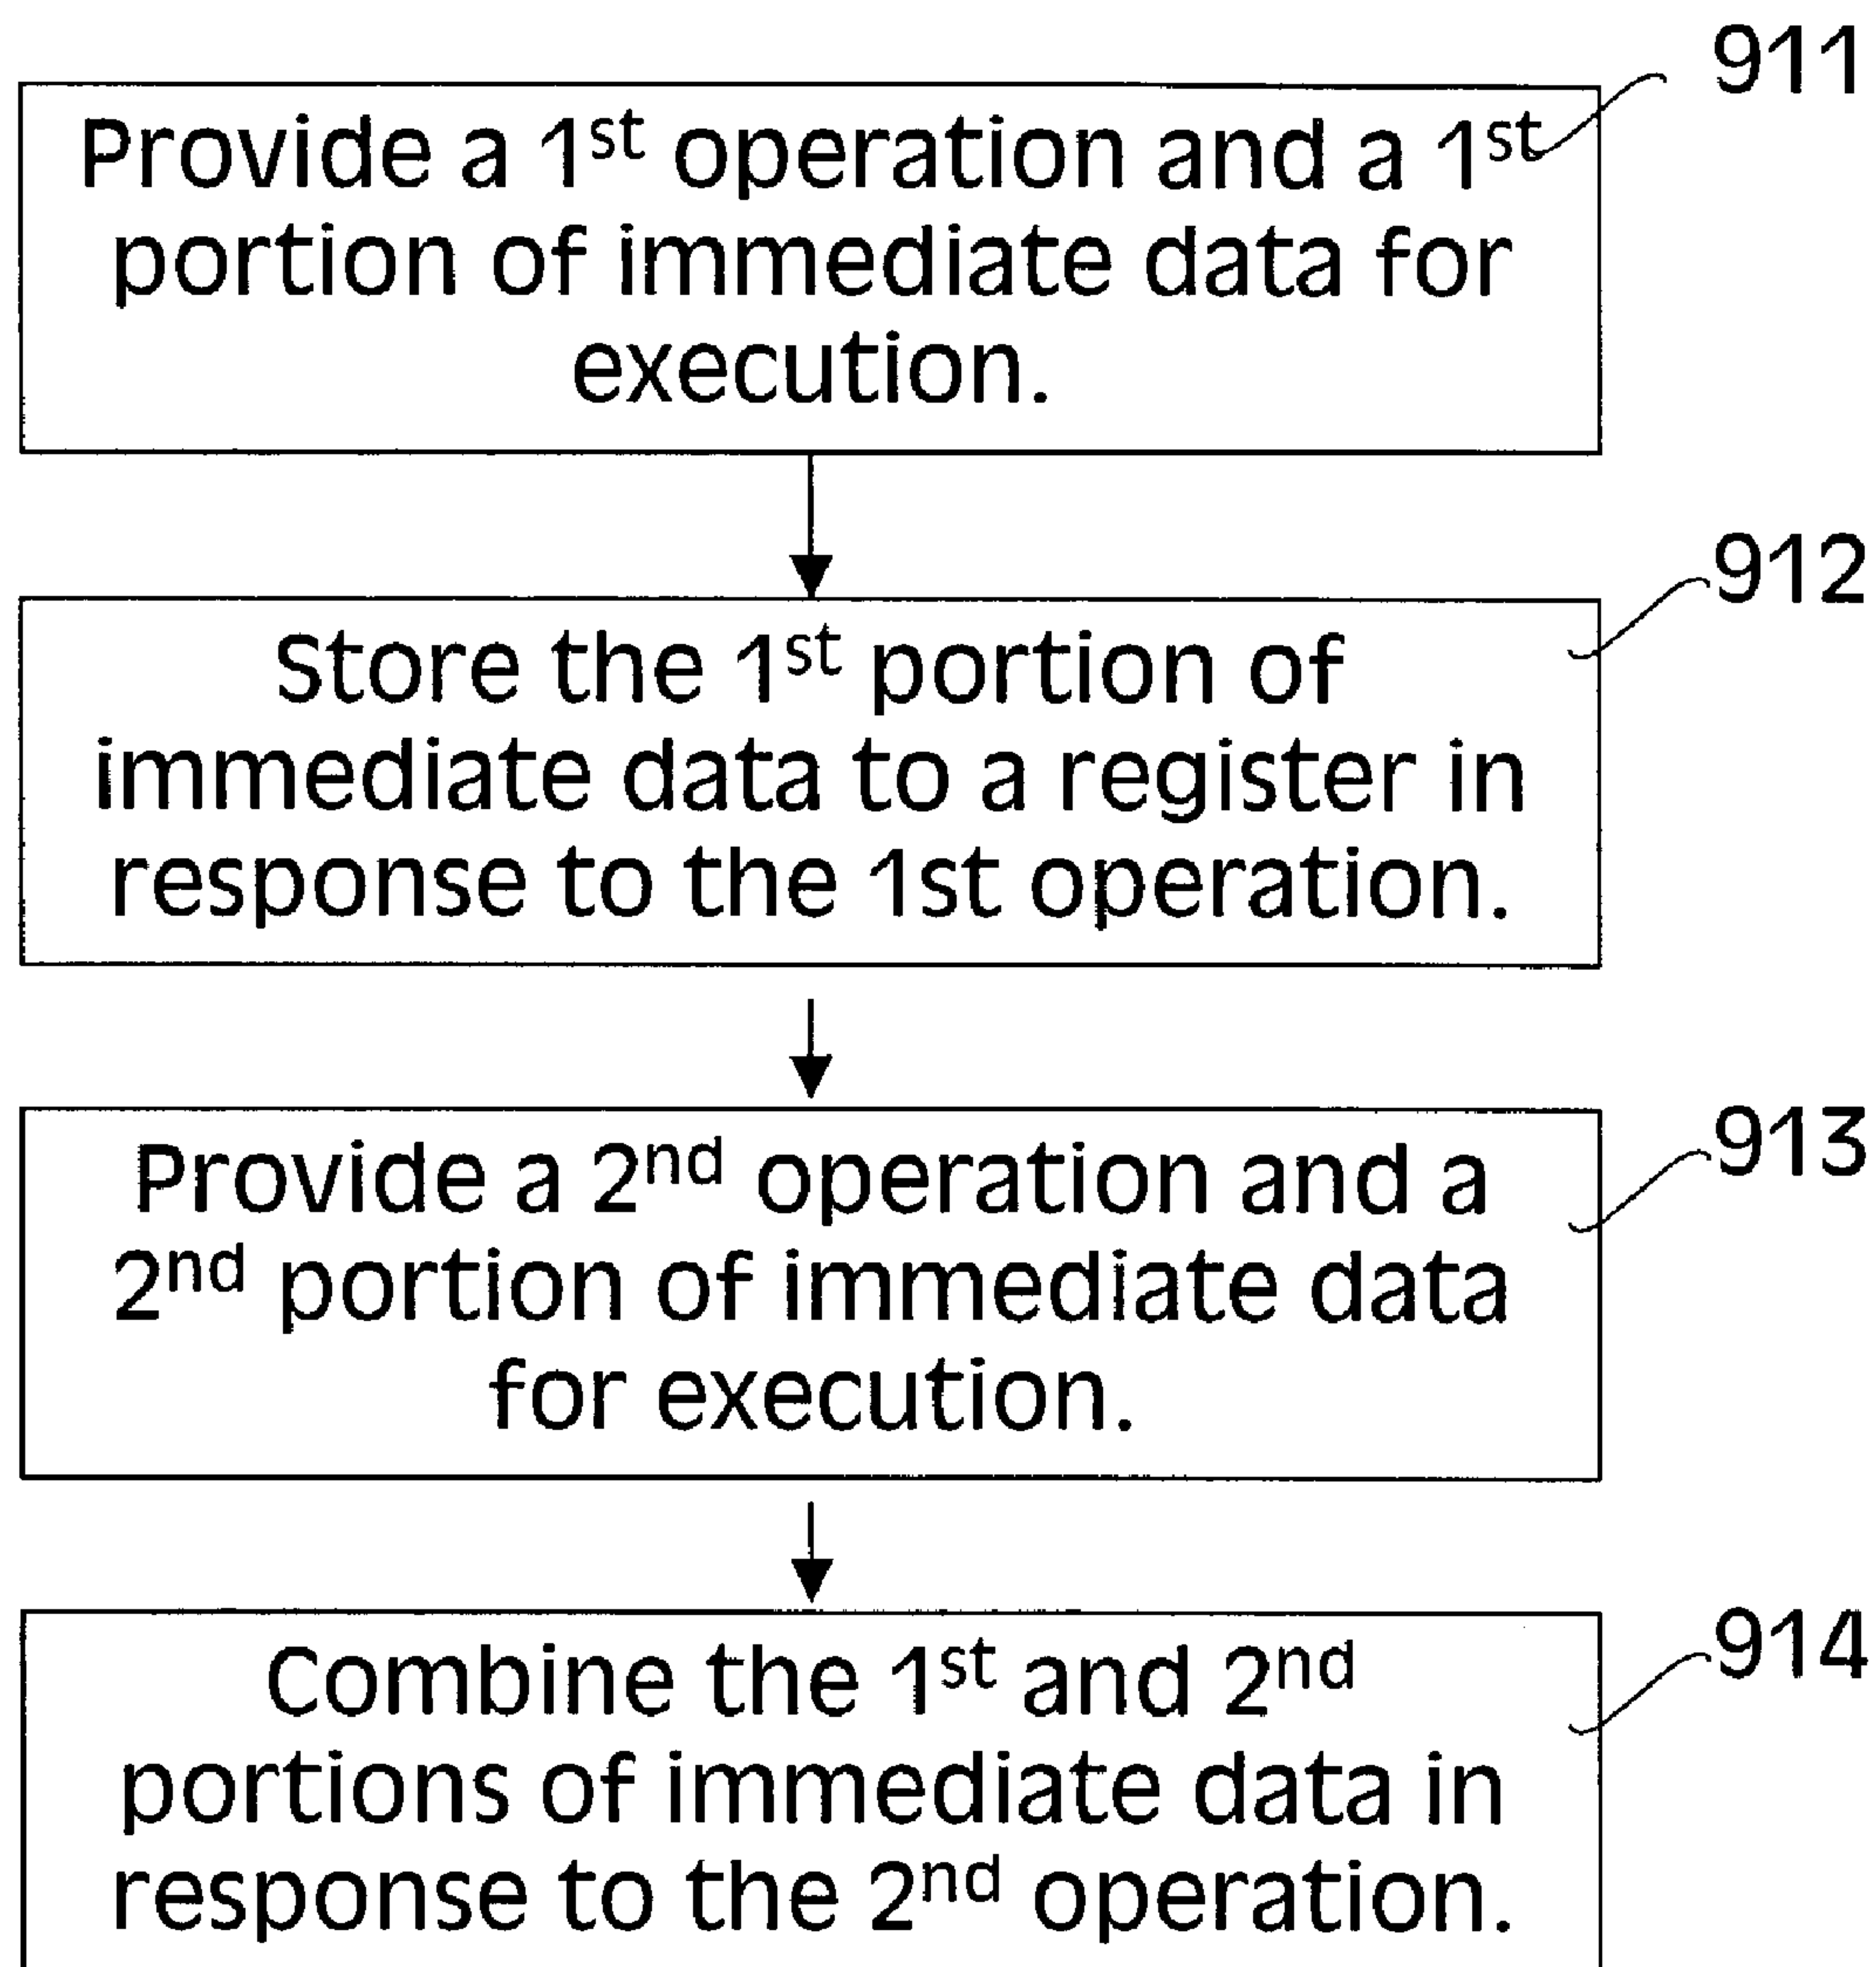 911
Provide a 1st operation and a 1st
portion of immediate data for
execution.
912
Store the 1st portion of
immediate data to a register in
response to the 1st operation.
913
Provide a 2nd operation and a
2nd portion of immediate data
for execution.
914
Combine the 1st and 2nd
portions of immediate data in
response to the 2nd operation.